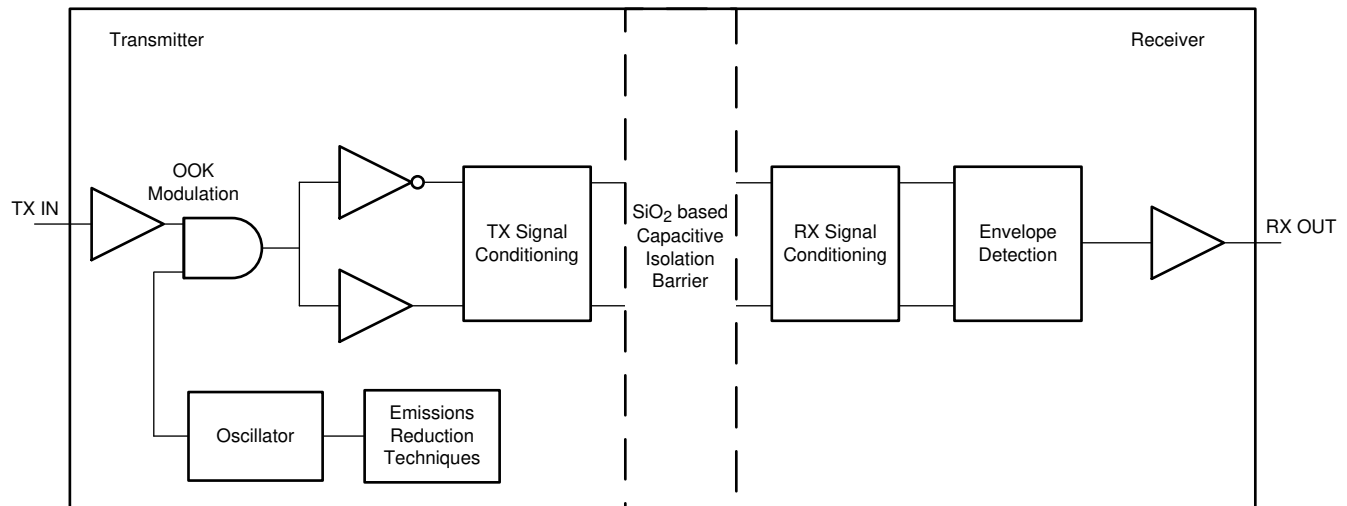 Transmitter
Receiver
OOK
Modulation
TX IN
TX Signal
Conditioning
SiO2 based
Capacitive
Isolation
Barrier
RX Signal
Conditioning
Envelope
Detection
RX OUT
Oscillator
Emissions
Reduction
Techniques